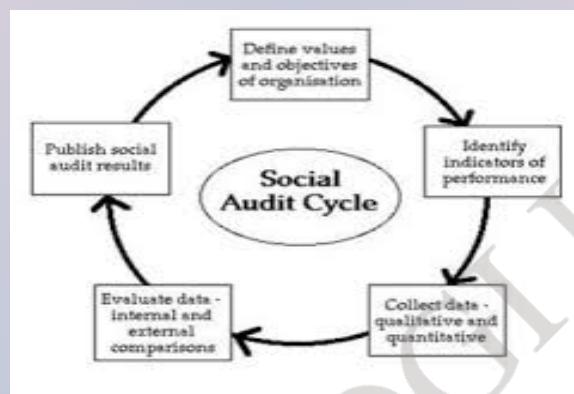 Define values
and objectives
of organisation
Identify
indicators of
performance
Collect data -
qualitative and
quantitative
Evaluate data -
internal and
external
comparisons
Publish social
audit results
Social
Audit Cycle